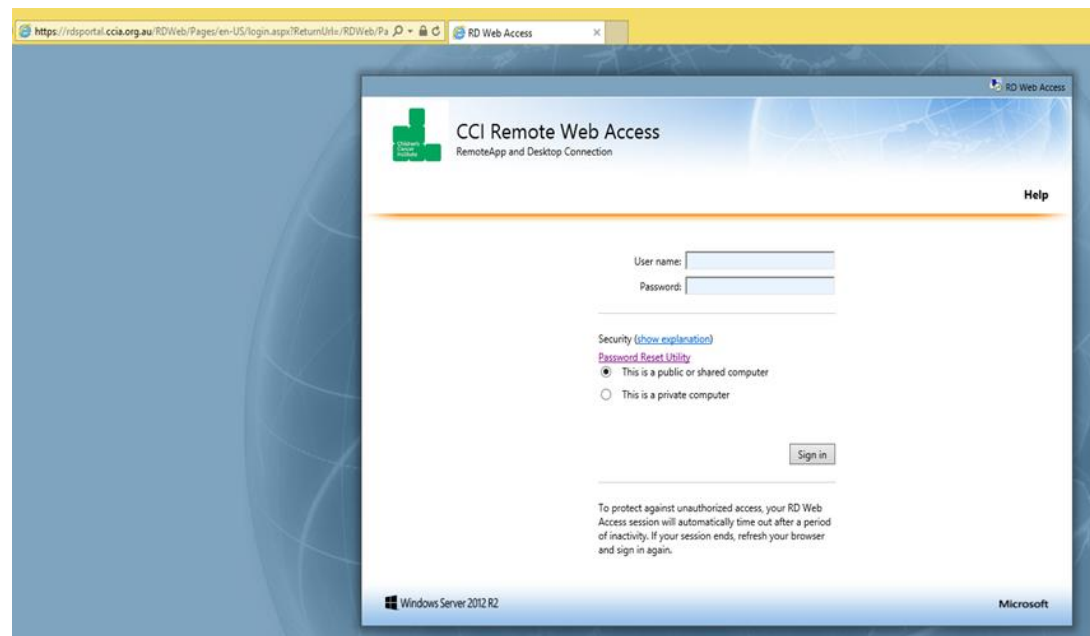 https://rdsportal.ccia.org.au/RDWeb/Pages/en-US/login.aspx?ReturnUrl=/RDWeb/Pa
RD Web Access
RD Web Access
Children's
Cancer
Institute
CCI Remote Web Access
RemoteApp and Desktop Connection
Help
User name:
Password:
Security (show explanation)
Password Reset Utility
This is a public or shared computer
This is a private computer
Sign in
To protect against unauthorized access, your RD Web
Access session will automatically time out after a period
of inactivity. If your session ends, refresh your browser
and sign in again.
Windows Server 2012 R2
Microsoft